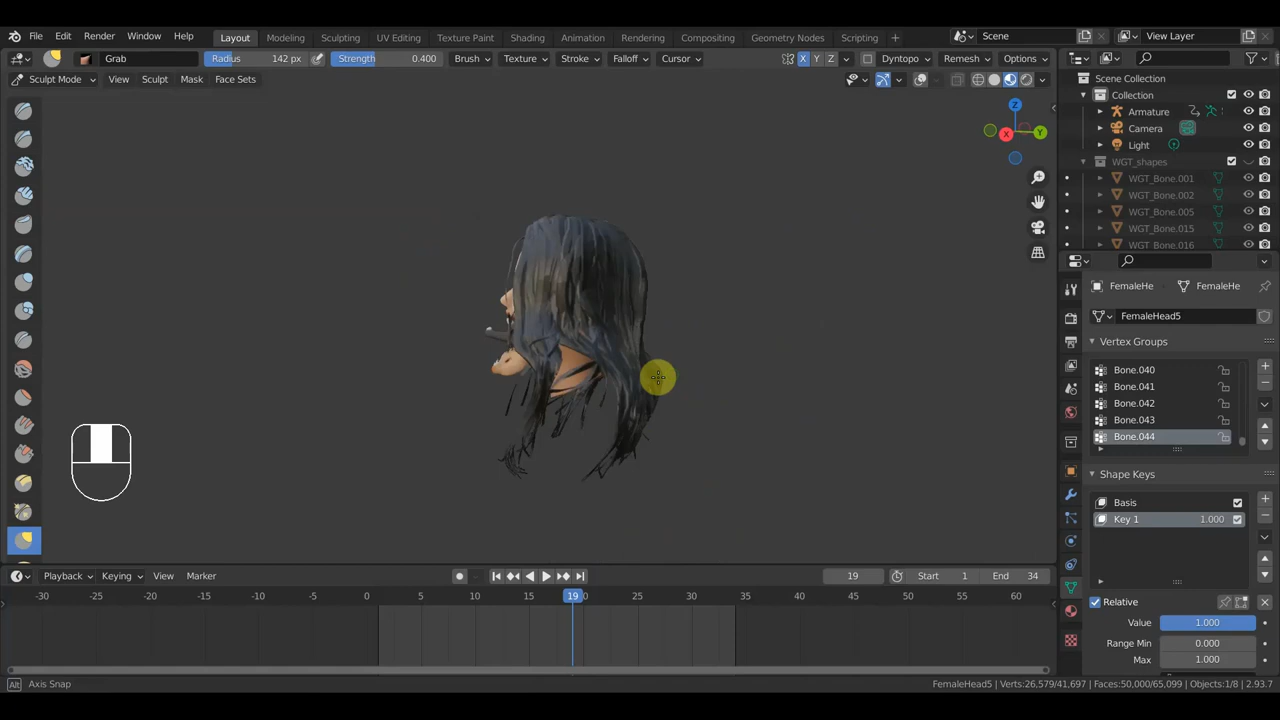 File Edit Render Window Help Layout Modeling Sculpting UV Editing Texture Paint Shading Animation Rendering Compositing Geometry Nodes Scripting + Scene View Layer
Grab Radius 142 px Strength 0.400 Brush Texture Stroke Falloff Cursor X Y Z Dyntopo Remesh Options
Sculpt Mode View Sculpt Mask Face Sets
Scene Collection
Collection
Armature
Camera
Light
WGT_shapes
WGT_Bone.001
WGT_Bone.002
WGT_Bone.005
WGT_Bone.015
WGT_Bone.016
Z
X
Y
FemaleHe FemaleHe
FemaleHead5
Vertex Groups
Bone.040
Bone.041
Bone.042
Bone.043
Bone.044
Shape Keys
Basis
Key 1 1.000
Relative
Value 1.000
Range Min 0.000
Max 1.000
Playback Keying View Marker 19 Start 1 End 34
-30 -25 -20 -15 -10 -5 0 5 10 15 19 20 25 30 35 40 45 50 55 60
Alt Axis Snap FemaleHead5 | Verts:26,579/41,697 | Faces:50,000/65,099 | Objects:1/8 | 2.93.7